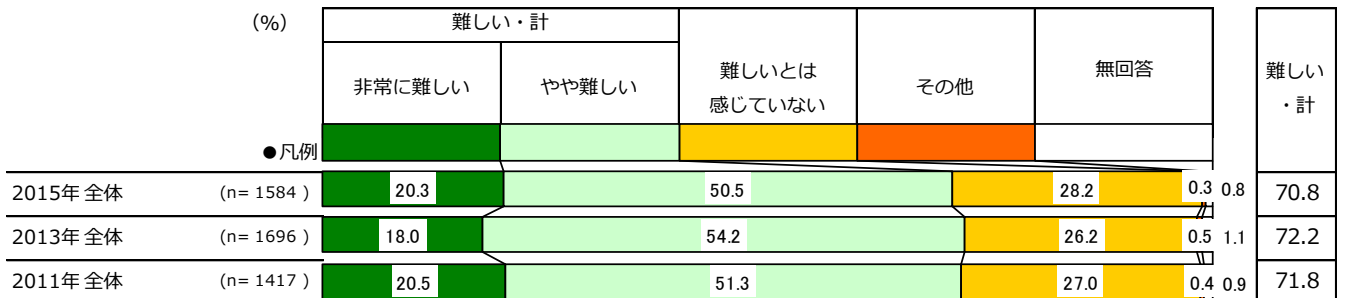 (%)
難しい・計
非常に難しい
やや難しい
難しいとは
感じていない
その他
無回答
難しい
・計
●凡例
2015年 全体 (n= 1584 ) 20.3 50.5 28.2 0.3 0.8 70.8
2013年 全体 (n= 1696 ) 18.0 54.2 26.2 0.5 1.1 72.2
2011年 全体 (n= 1417 ) 20.5 51.3 27.0 0.4 0.9 71.8